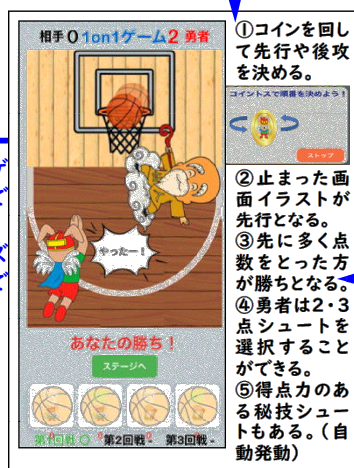 相手 0 1on1ゲーム 2 勇者
やったー！
あなたの勝ち！
ステージへ
第1回戦 〇 第2回戦 - 第3回戦 -
①コインを回し
て先行や後攻
を決める。
コイントスで順番を決めよう！
ストップ
②止まった画
面イラストが
先行となる。
③先に多く点
数をとった方
が勝ちとなる。
④勇者は2・3
点シュートを
選択すること
ができる。
⑤得点力のあ
る秘技シュー
トもある。（自
動発動）